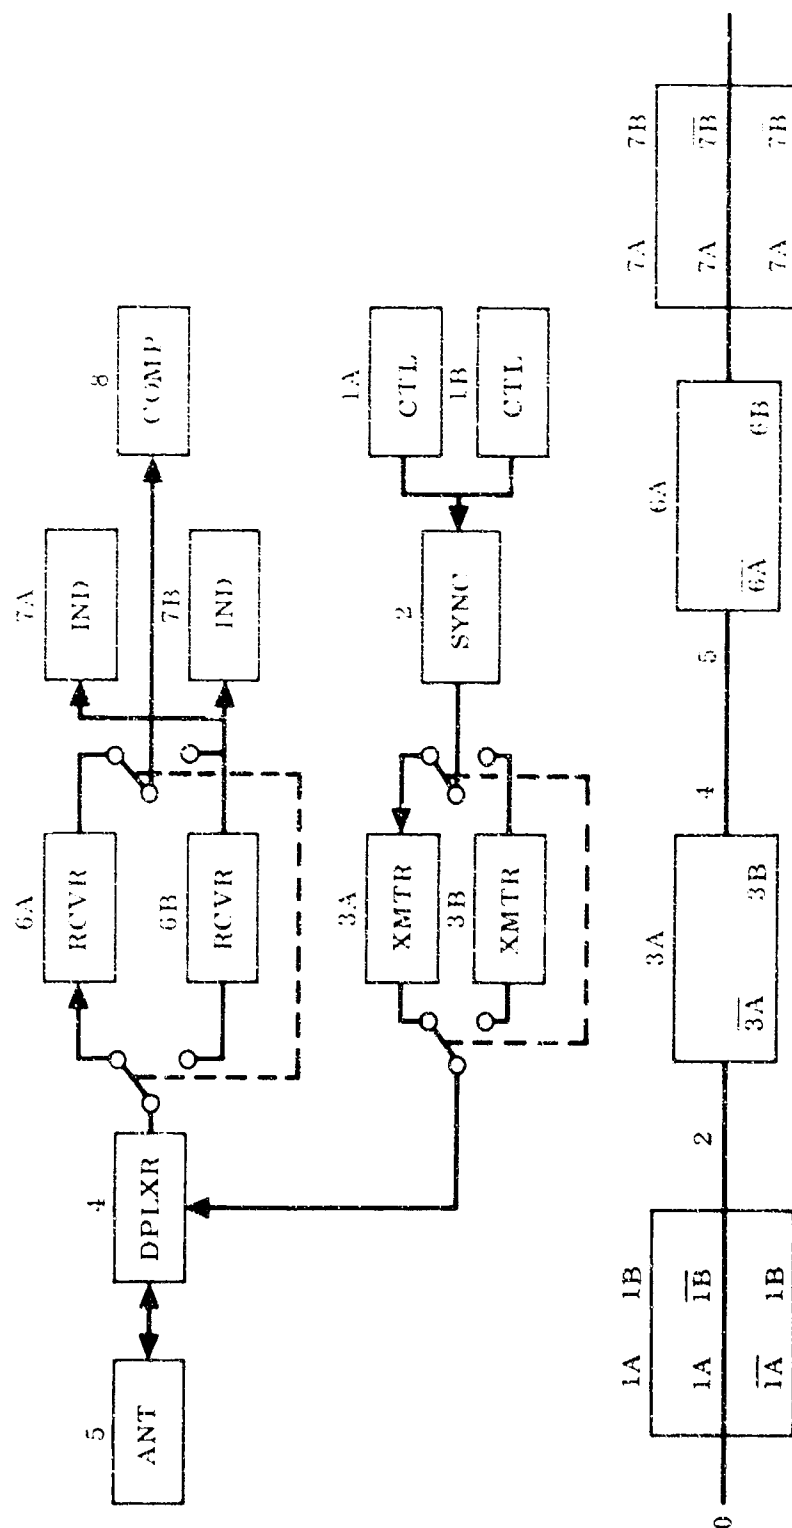 6A 7A
RCVR IND
5 4 8
ANT DPLXR COMP
6B 7B
RCVR IND
3A 1A
XMTR 2 CTL
3B SYNC 1B
XMTR CTL
1A 1B 3A 6A 7A 7B
0 1A 1B̅ 2 4 5 7A 7B̅
1A̅ 1B 3A̅ 3B 6A̅ 6B 7A 7B